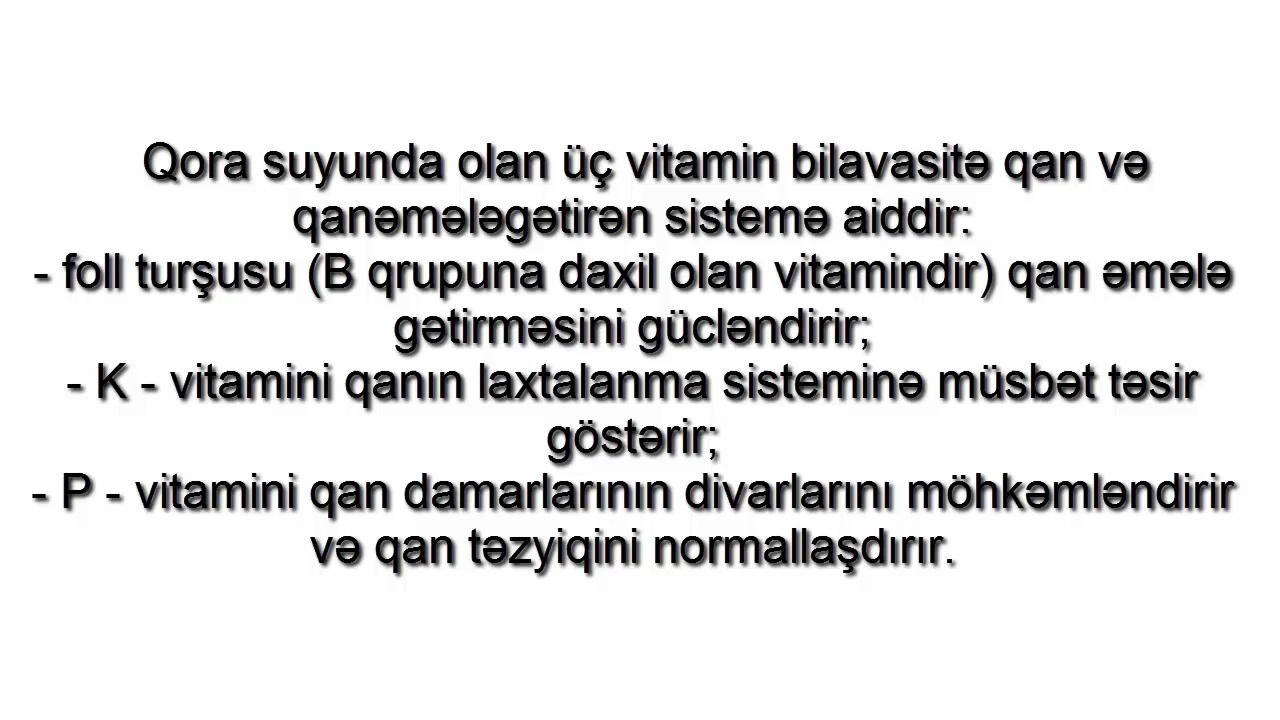 Qora suyunda olan üç vitamin bilavasitə qan və
qanəmələgətirən sistemə aiddir:
- foll turşusu (B qrupuna daxil olan vitamindir) qan əmələ
gətirməsini gücləndirir;
- K - vitamini qanın laxtalanma sisteminə müsbət təsir
göstərir;
- P - vitamini qan damarlarının divarlarını möhkəmləndirir
və qan təzyiqini normallaşdırır.